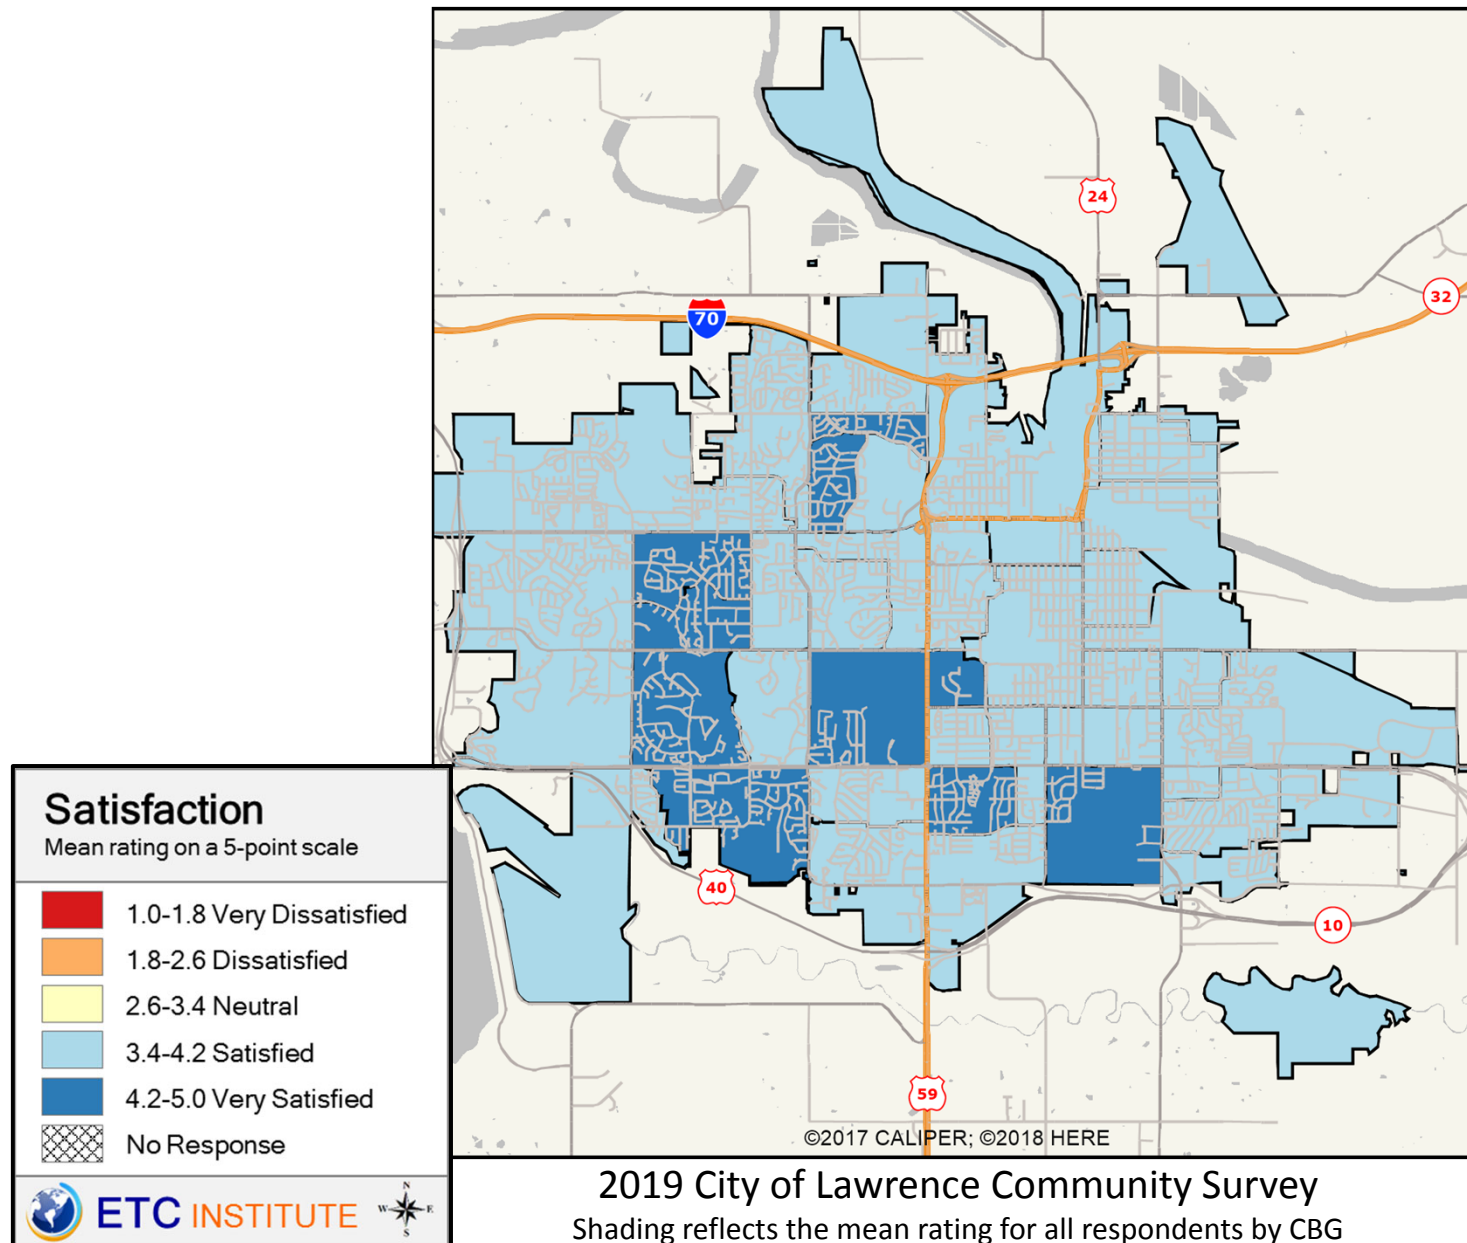 24
32
70
40
10
59
©2017 CALIPER; ©2018 HERE
Satisfaction
Mean rating on a 5-point scale
1.0-1.8 Very Dissatisfied
1.8-2.6 Dissatisfied
2.6-3.4 Neutral
3.4-4.2 Satisfied
4.2-5.0 Very Satisfied
No Response
ETC INSTITUTE
N
W E
S
2019 City of Lawrence Community Survey
Shading reflects the mean rating for all respondents by CBG